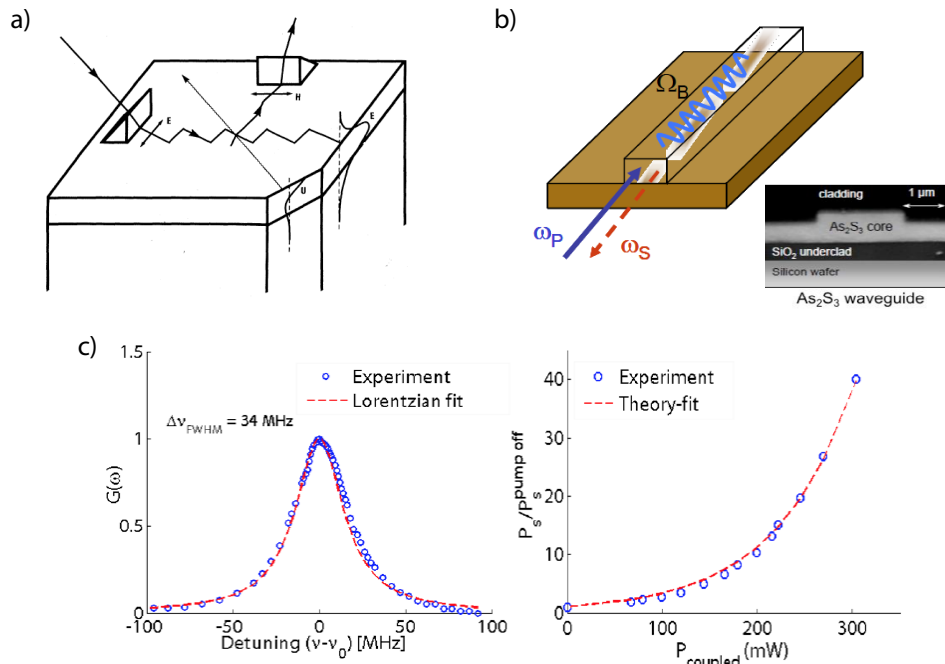 a)
E
H
E
U
b)
Ω_B
ω_P
ω_S
cladding
1 μm
As₂S₃ core
SiO₂ underclad
Silicon wafer
As₂S₃ waveguide
c)
1.5
1
0.5
0
G(ω)
Experiment
Lorentzian fit
Δν_FWHM = 34 MHz
-100
-50
0
50
100
Detuning (ν-ν₀) [MHz]
40
30
20
10
0
P_s/P_s^pump off
Experiment
Theory-fit
0
100
200
300
P_coupled (mW)